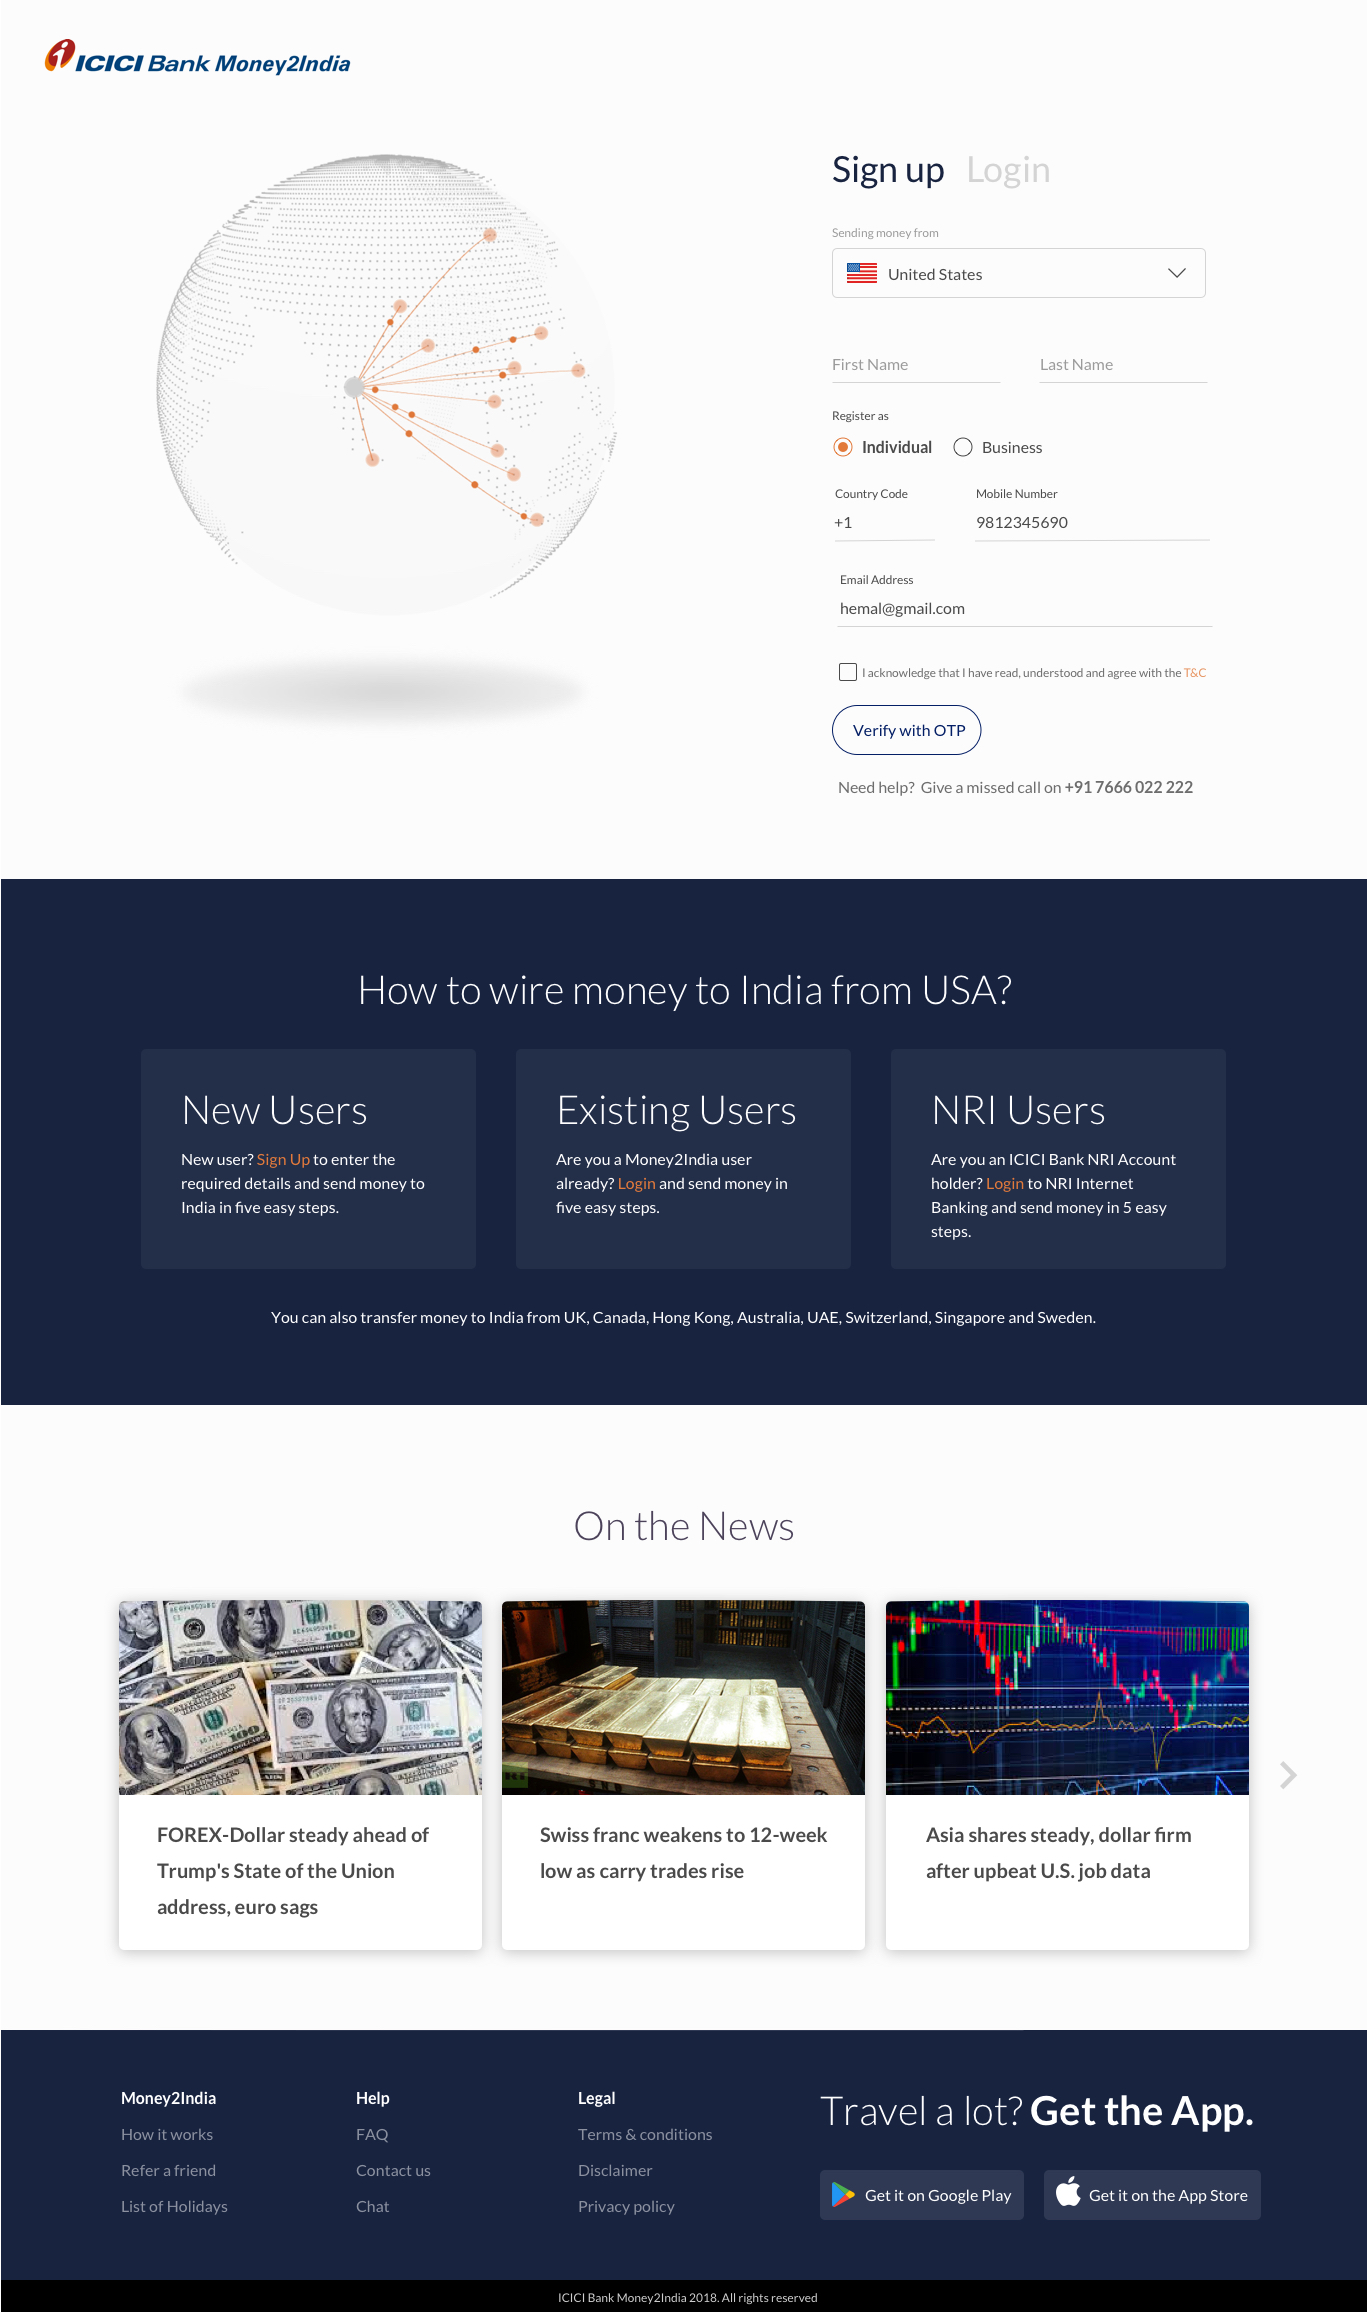 ICICI Bank Money2India
Sign up Login
Sending money from
United States
First Name Last Name
Register as
Individual Business
Country Code Mobile Number
+1 9812345690
Email Address
hemal@gmail.com
I acknowledge that I have read, understood and agree with the T&C
Verify with OTP
Need help? Give a missed call on +91 7666 022 222
How to wire money to India from USA?
New Users
New user? Sign Up to enter the
required details and send money to
India in five easy steps.
Existing Users
Are you a Money2India user
already? Login and send money in
five easy steps.
NRI Users
Are you an ICICI Bank NRI Account
holder? Login to NRI Internet
Banking and send money in 5 easy
steps.
You can also transfer money to India from UK, Canada, Hong Kong, Australia, UAE, Switzerland, Singapore and Sweden.
On the News
FOREX-Dollar steady ahead of
Trump's State of the Union
address, euro sags
Swiss franc weakens to 12-week
low as carry trades rise
Asia shares steady, dollar firm
after upbeat U.S. job data
Money2India
How it works
Refer a friend
List of Holidays
Help
FAQ
Contact us
Chat
Legal
Terms & conditions
Disclaimer
Privacy policy
Travel a lot? Get the App.
Get it on Google Play
Get it on the App Store
ICICI Bank Money2India 2018. All rights reserved